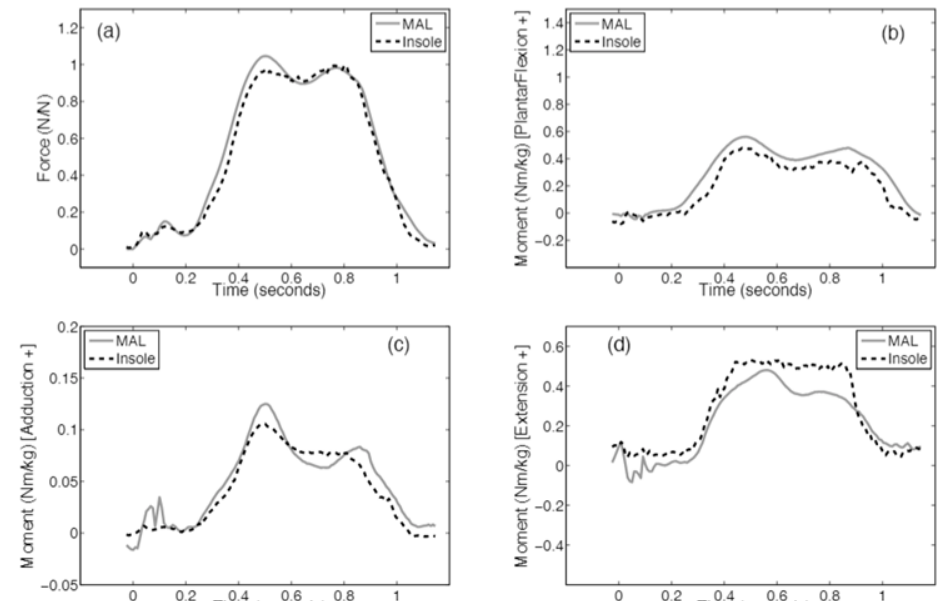 (a)
MAL
Insole
1.2
1
0.8
0.6
0.4
0.2
0
Force (N/N)
0 0.2 0.4 0.6 0.8 1
Time (seconds)
(b)
MAL
Insole
1.4
1.2
1
0.8
0.6
0.4
0.2
0
−0.2
Moment (Nm/kg) [PlantarFlexion +]
0 0.2 0.4 0.6 0.8 1
Time (seconds)
(c)
MAL
Insole
0.2
0.15
0.1
0.05
0
−0.05
Moment (Nm/kg) [Adduction +]
0 0.2 0.4 0.6 0.8 1
(d)
MAL
Insole
0.6
0.4
0.2
0
−0.2
−0.4
Moment (Nm/kg) [Extension +]
0 0.2 0.4 0.6 0.8 1